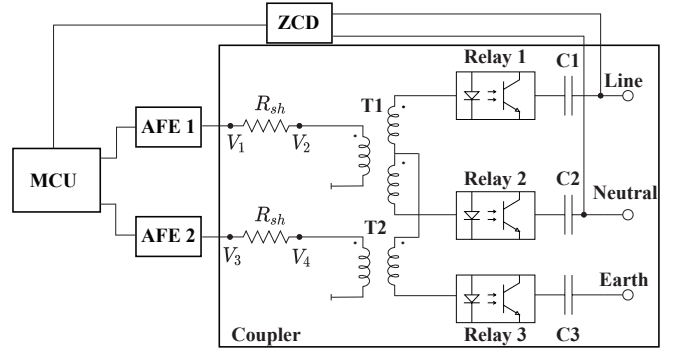 ZCD
Relay 1
C1
Line
T1
AFE 1
R_sh
V_1
V_2
MCU
Relay 2
C2
Neutral
T2
AFE 2
R_sh
V_3
V_4
Earth
Coupler
Relay 3
C3